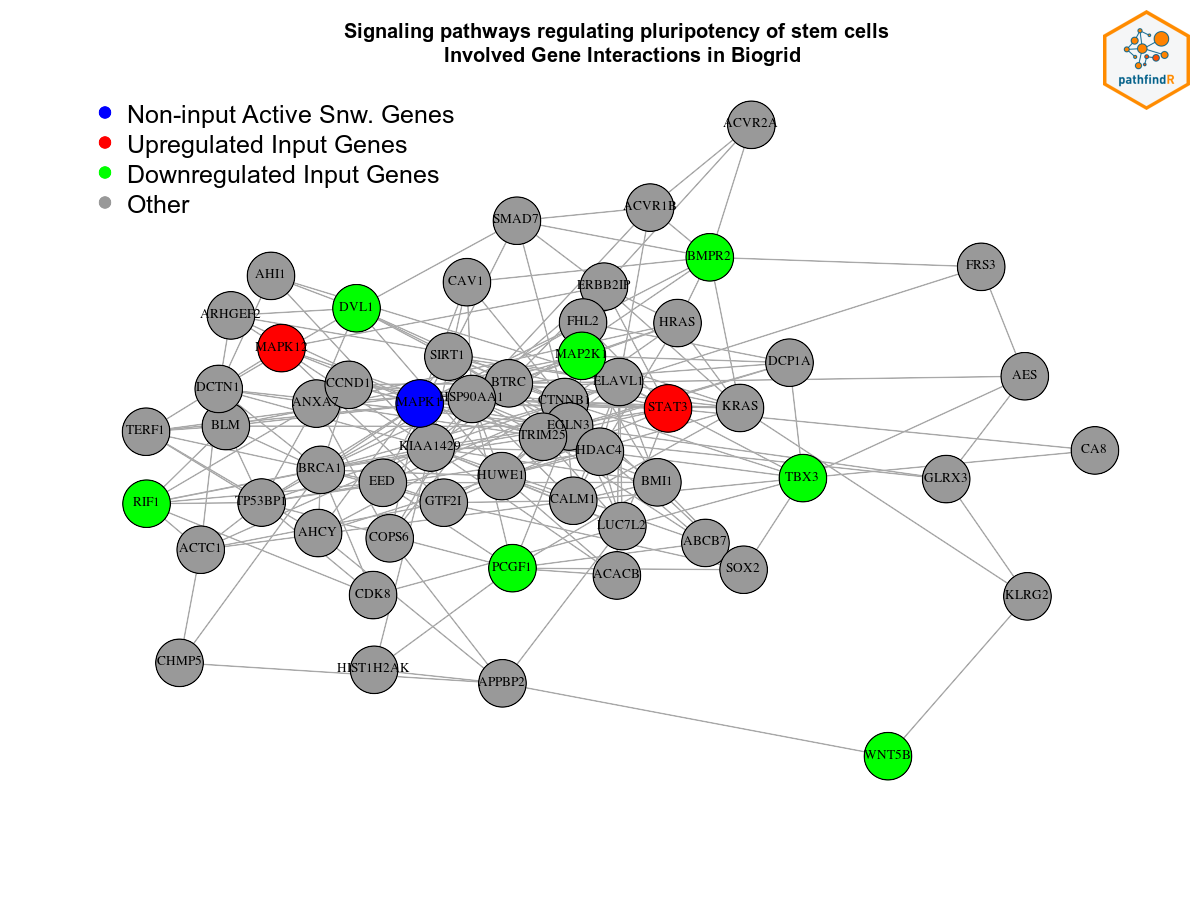 Signaling pathways regulating pluripotency of stem cells
Involved Gene Interactions in Biogrid
pathfindR
Non-input Active Snw. Genes
Upregulated Input Genes
Downregulated Input Genes
Other
ACVR2A
ACVR1B
SMAD7
BMPR2
FRS3
AHI1
CAV1
ERBB2IP
DVL1
ARHGEF2
FHL2
HRAS
MAPK12
SIRT1
MAP2K1
DCP1A
AES
DCTN1
CCND1
BTRC
ELAVL1
ANXA7
HSP90AA1
CTNNB1
STAT3
KRAS
BLM
TERF1
EGLN3
TRIM25
KIAA1429
HDAC4
CA8
BRCA1
EED
HUWE1
BMI1
TBX3
GLRX3
RIF1
TP53BP1
GTF2I
CALM1
LUC7L2
AHCY
COPS6
ACTC1
ABCB7
SOX2
PCGF1
ACACB
CDK8
KLRG2
CHMP5
HIST1H2AK
APPBP2
WNT5B